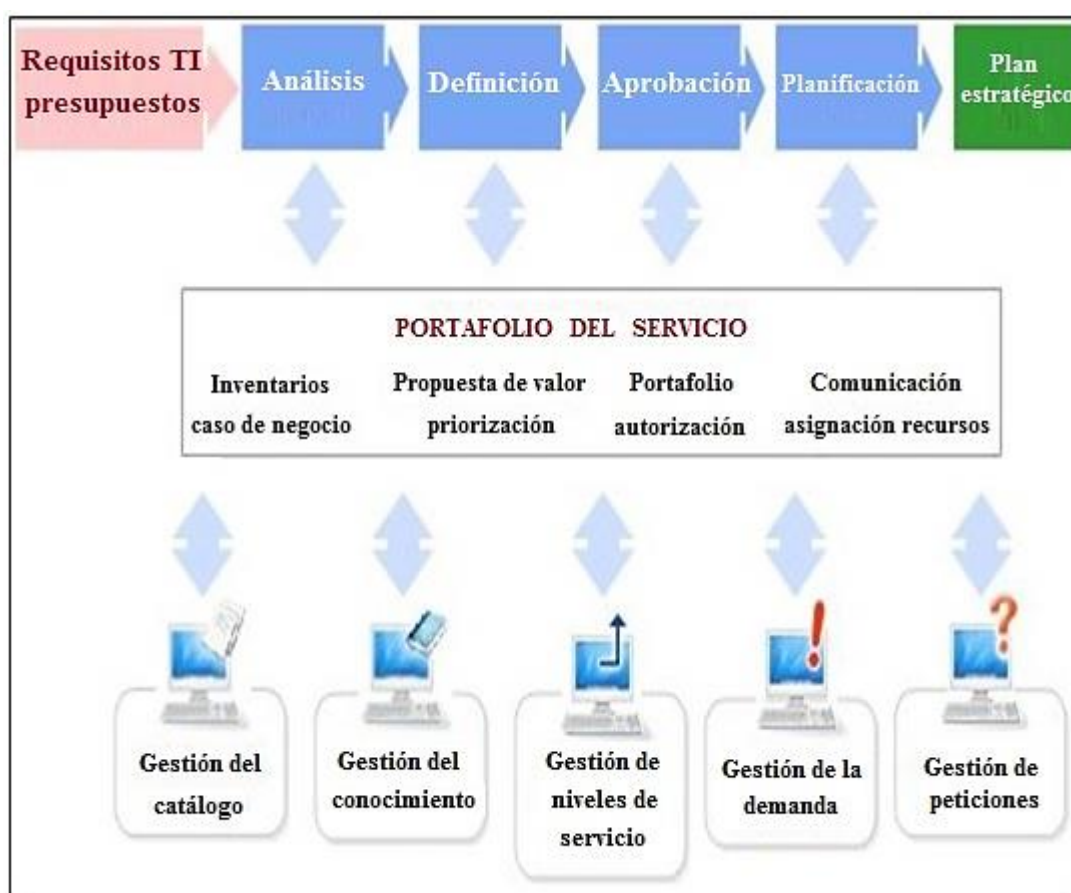 Requisitos TI
presupuestos
Análisis
Definición
Aprobación
Planificación
Plan
estratégico
PORTAFOLIO DEL SERVICIO
Inventarios
caso de negocio
Propuesta de valor
priorización
Portafolio
autorización
Comunicación
asignación recursos
Gestión del
catálogo
Gestión del
conocimiento
Gestión de
niveles de
servicio
Gestión de la
demanda
Gestión de
peticiones